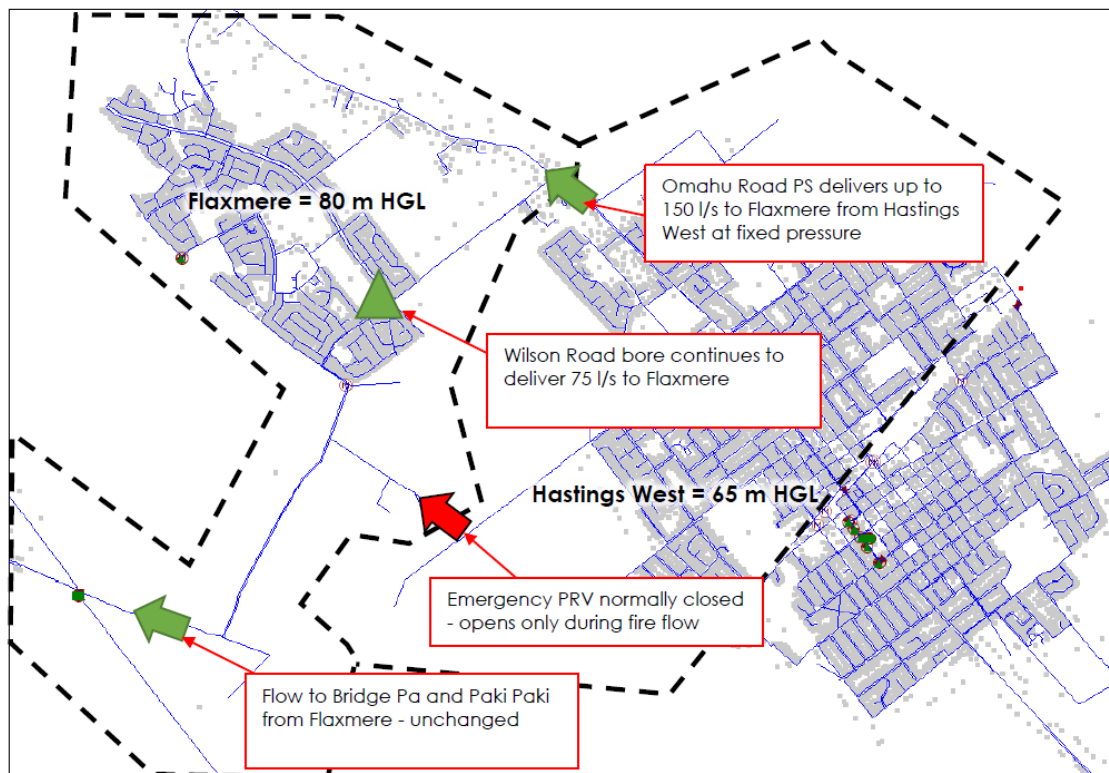 Omahu Road PS delivers up to
150 l/s to Flaxmere from Hastings
West at fixed pressure
Flaxmere = 80 m HGL
Wilson Road bore continues to
deliver 75 l/s to Flaxmere
Hastings West = 65 m HGL
Emergency PRV normally closed
- opens only during fire flow
Flow to Bridge Pa and Paki Paki
from Flaxmere - unchanged